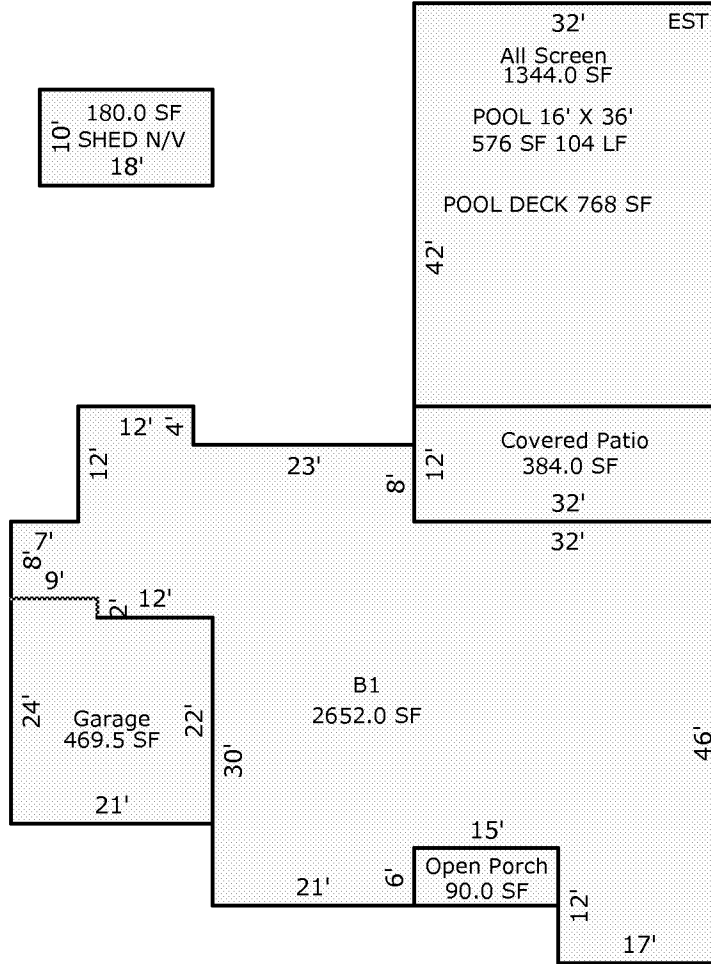 32'
EST
All Screen
1344.0 SF
POOL 16' X 36'
576 SF 104 LF
POOL DECK 768 SF
42'
180.0 SF
10'
SHED N/V
18'
12'
4'
12'
23'
8'
12'
Covered Patio
384.0 SF
32'
32'
7'
8'
9'
2'
12'
B1
2652.0 SF
24'
Garage
469.5 SF
22'
30'
46'
21'
15'
Open Porch
90.0 SF
6'
21'
12'
17'